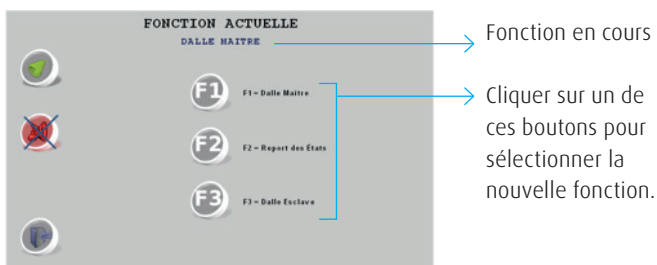 FONCTION ACTUELLE
DALLE MAITRE
Fonction en cours
F1
F1 = Dalle Maitre
F2
F2 = Report des États
F3
F3 = Dalle Esclave
Cliquer sur un de
ces boutons pour
sélectionner la
nouvelle fonction.